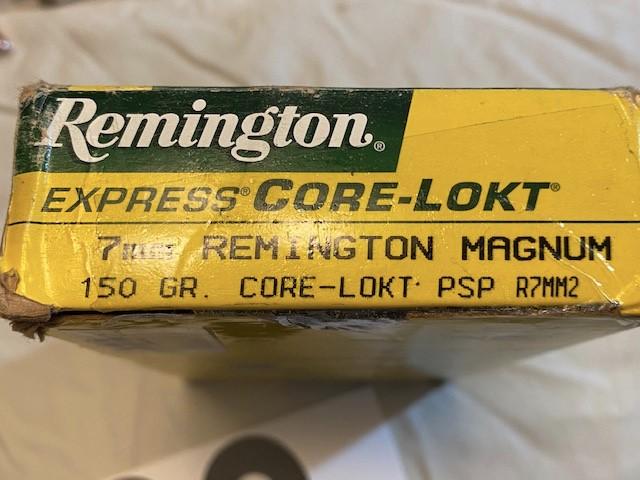 Remington®
EXPRESS® CORE-LOKT®
7mm REMINGTON MAGNUM
150 GR. CORE-LOKT PSP R7MM2